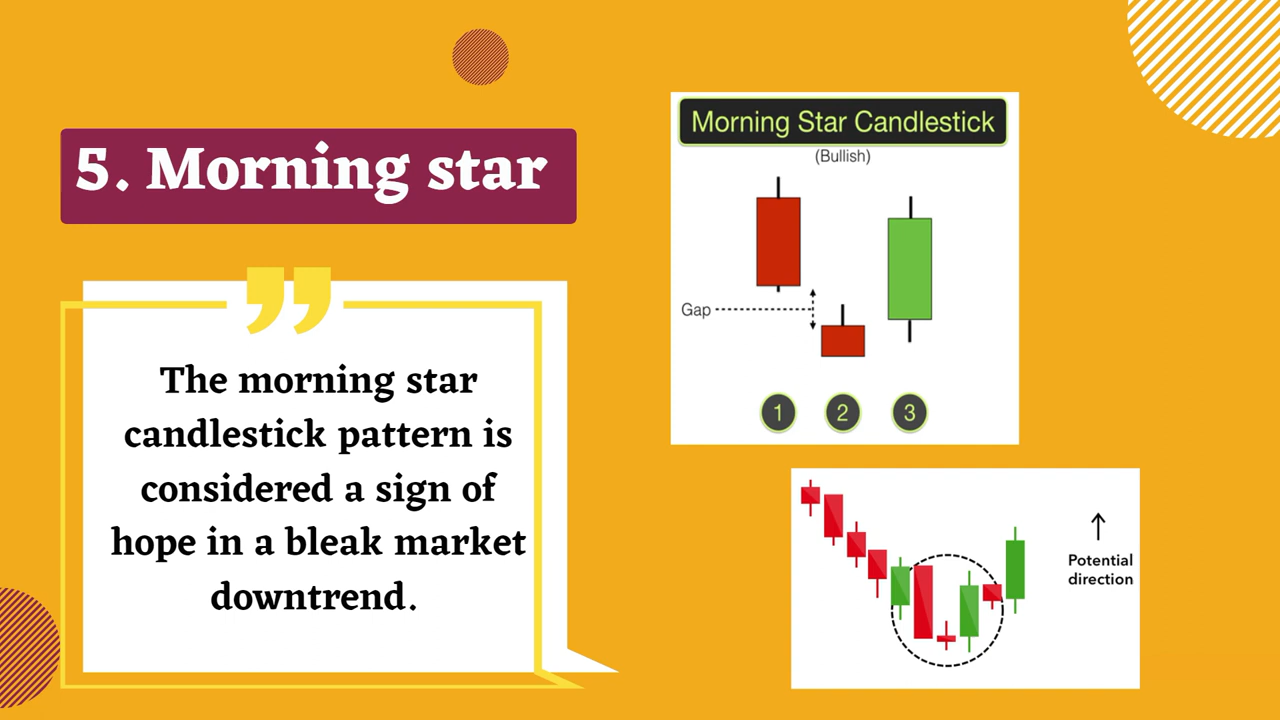 5. Morning star
The morning star
candlestick pattern is
considered a sign of
hope in a bleak market
downtrend.
Morning Star Candlestick
(Bullish)
Gap
1 2 3
Potential
direction